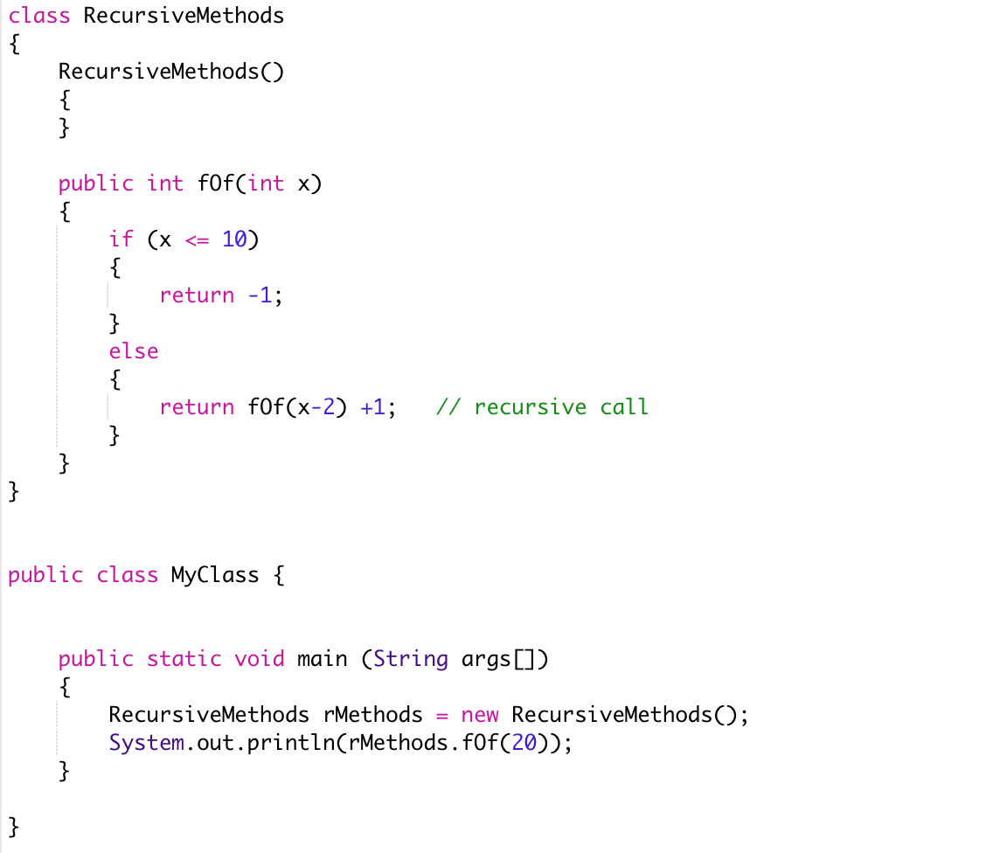 class RecursiveMethods
{
    RecursiveMethods()
    {
    }
    public int fOf(int x)
    {
        if (x <= 10)
        {
            return -1;
        }
        else
        {
            return fOf(x-2) +1;   // recursive call
        }
    }
}
public class MyClass {
    public static void main (String args[])
    {
        RecursiveMethods rMethods = new RecursiveMethods();
        System.out.println(rMethods.fOf(20));
    }
}